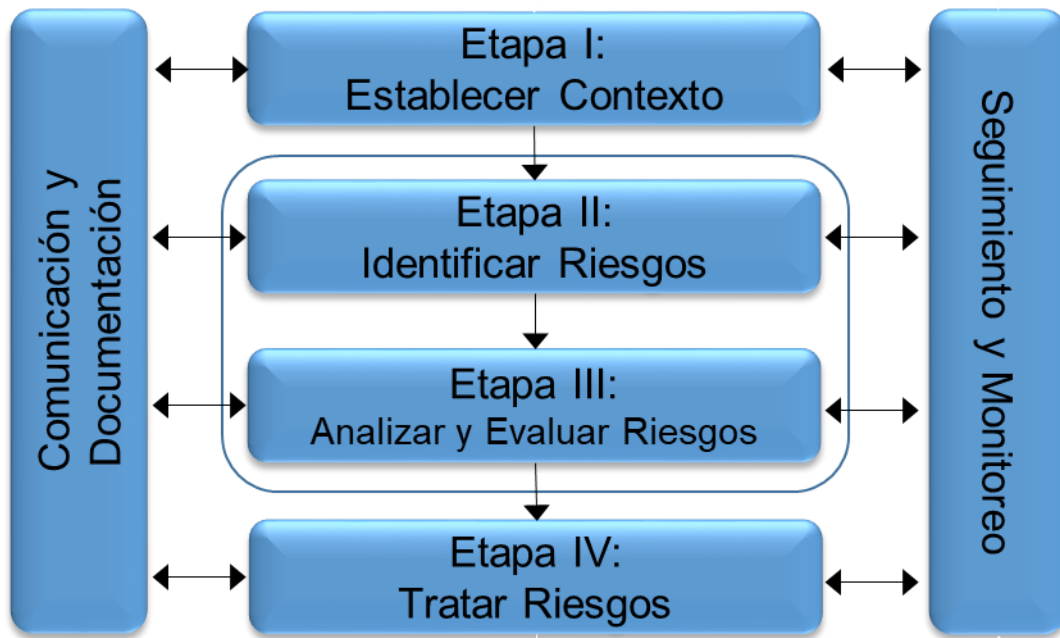 Comunicación y
Documentación
Etapa I:
Establecer Contexto
Etapa II:
Identificar Riesgos
Etapa III:
Analizar y Evaluar Riesgos
Etapa IV:
Tratar Riesgos
Seguimiento y Monitoreo